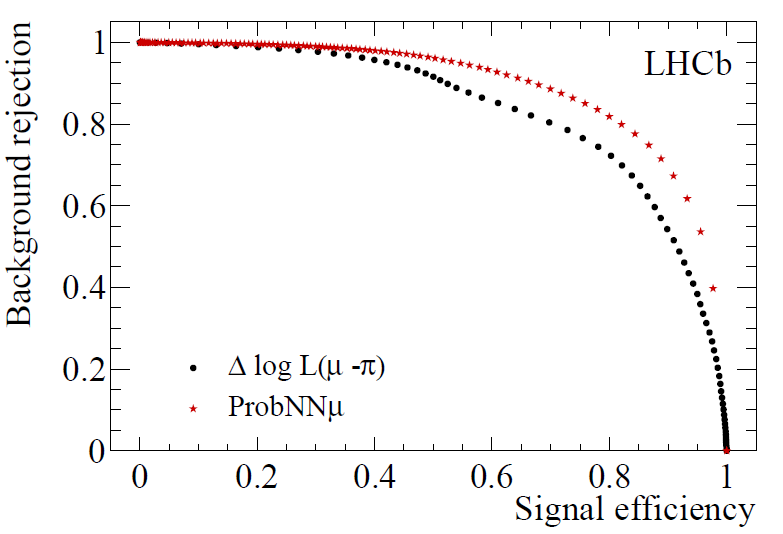 Background rejection
1
0.8
0.6
0.4
0.2
0
LHCb
Δ log L(μ -π)
ProbNNμ
0 0.2 0.4 0.6 0.8 1
Signal efficiency